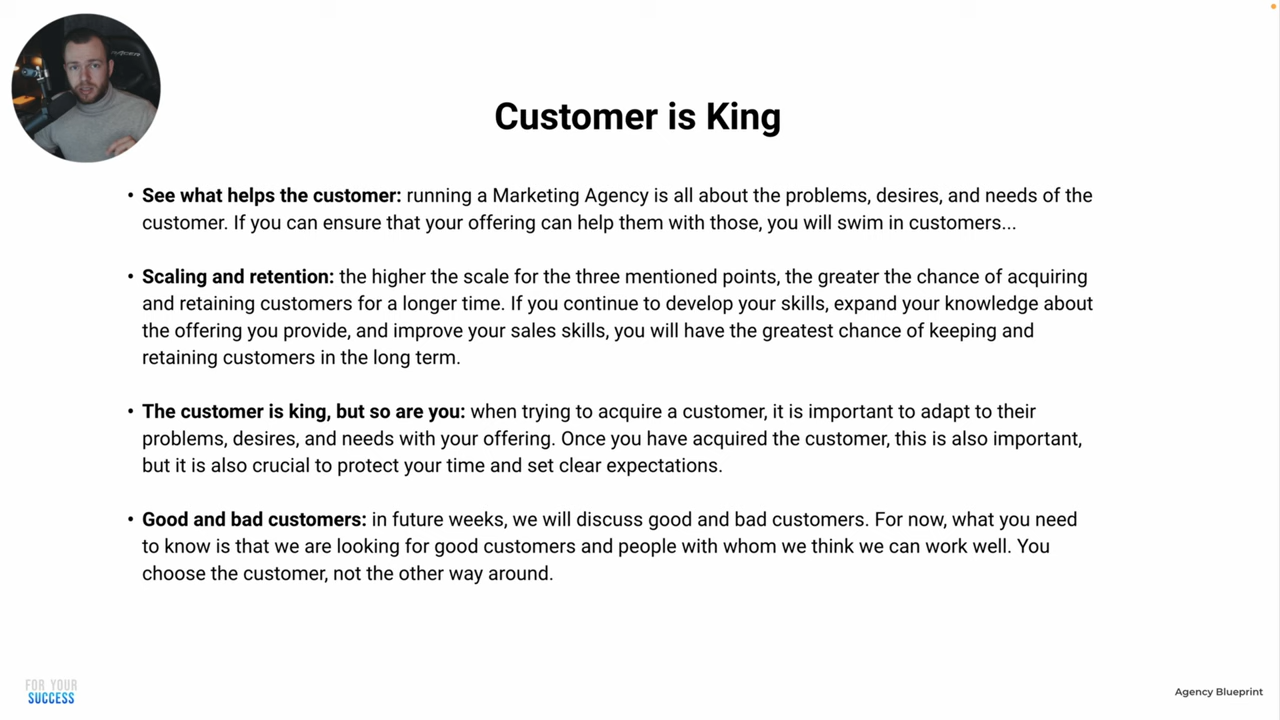 Customer is King
• See what helps the customer: running a Marketing Agency is all about the problems, desires, and needs of the
customer. If you can ensure that your offering can help them with those, you will swim in customers...
• Scaling and retention: the higher the scale for the three mentioned points, the greater the chance of acquiring
and retaining customers for a longer time. If you continue to develop your skills, expand your knowledge about
the offering you provide, and improve your sales skills, you will have the greatest chance of keeping and
retaining customers in the long term.
• The customer is king, but so are you: when trying to acquire a customer, it is important to adapt to their
problems, desires, and needs with your offering. Once you have acquired the customer, this is also important,
but it is also crucial to protect your time and set clear expectations.
• Good and bad customers: in future weeks, we will discuss good and bad customers. For now, what you need
to know is that we are looking for good customers and people with whom we think we can work well. You
choose the customer, not the other way around.
FOR YOUR
SUCCESS
Agency Blueprint